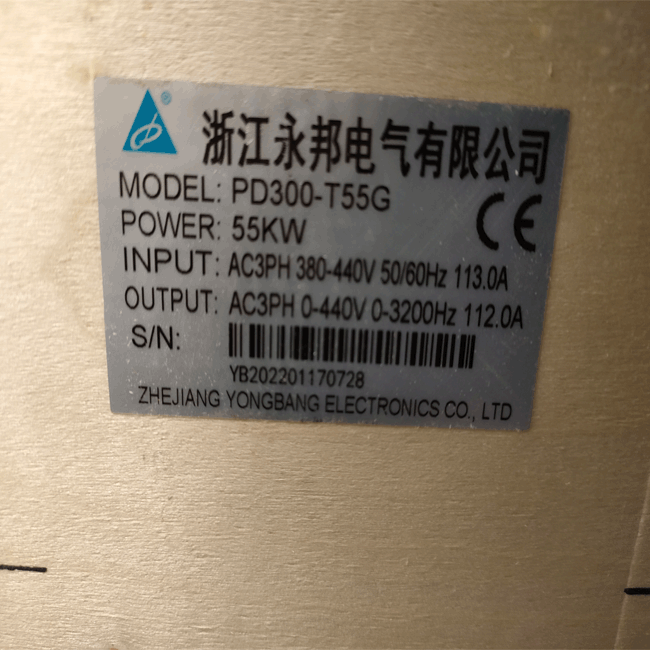 ®
浙江永邦电气有限公司
MODEL: PD300-T55G
POWER: 55KW
CE
INPUT: AC3PH 380-440V 50/60Hz 113.0A
OUTPUT: AC3PH 0-440V 0-3200Hz 112.0A
S/N:
YB202201170728
ZHEJIANG YONGBANG ELECTRONICS CO., LTD